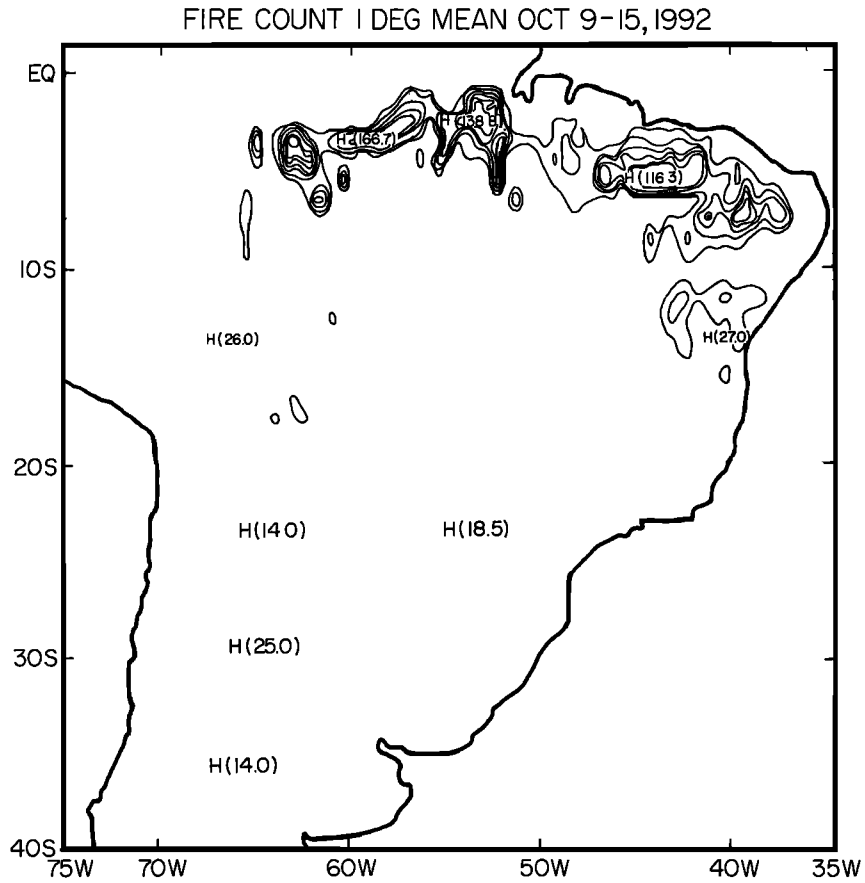 FIRE COUNT 1 DEG MEAN OCT 9-15, 1992
EQ
H (166.7)
H (138.8)
H (116.3)
10S
H(26.0)
H(27.0)
20S
H(14.0)
H(18.5)
30S
H(25.0)
H(14.0)
40S
75W
70W
60W
50W
40W
35W